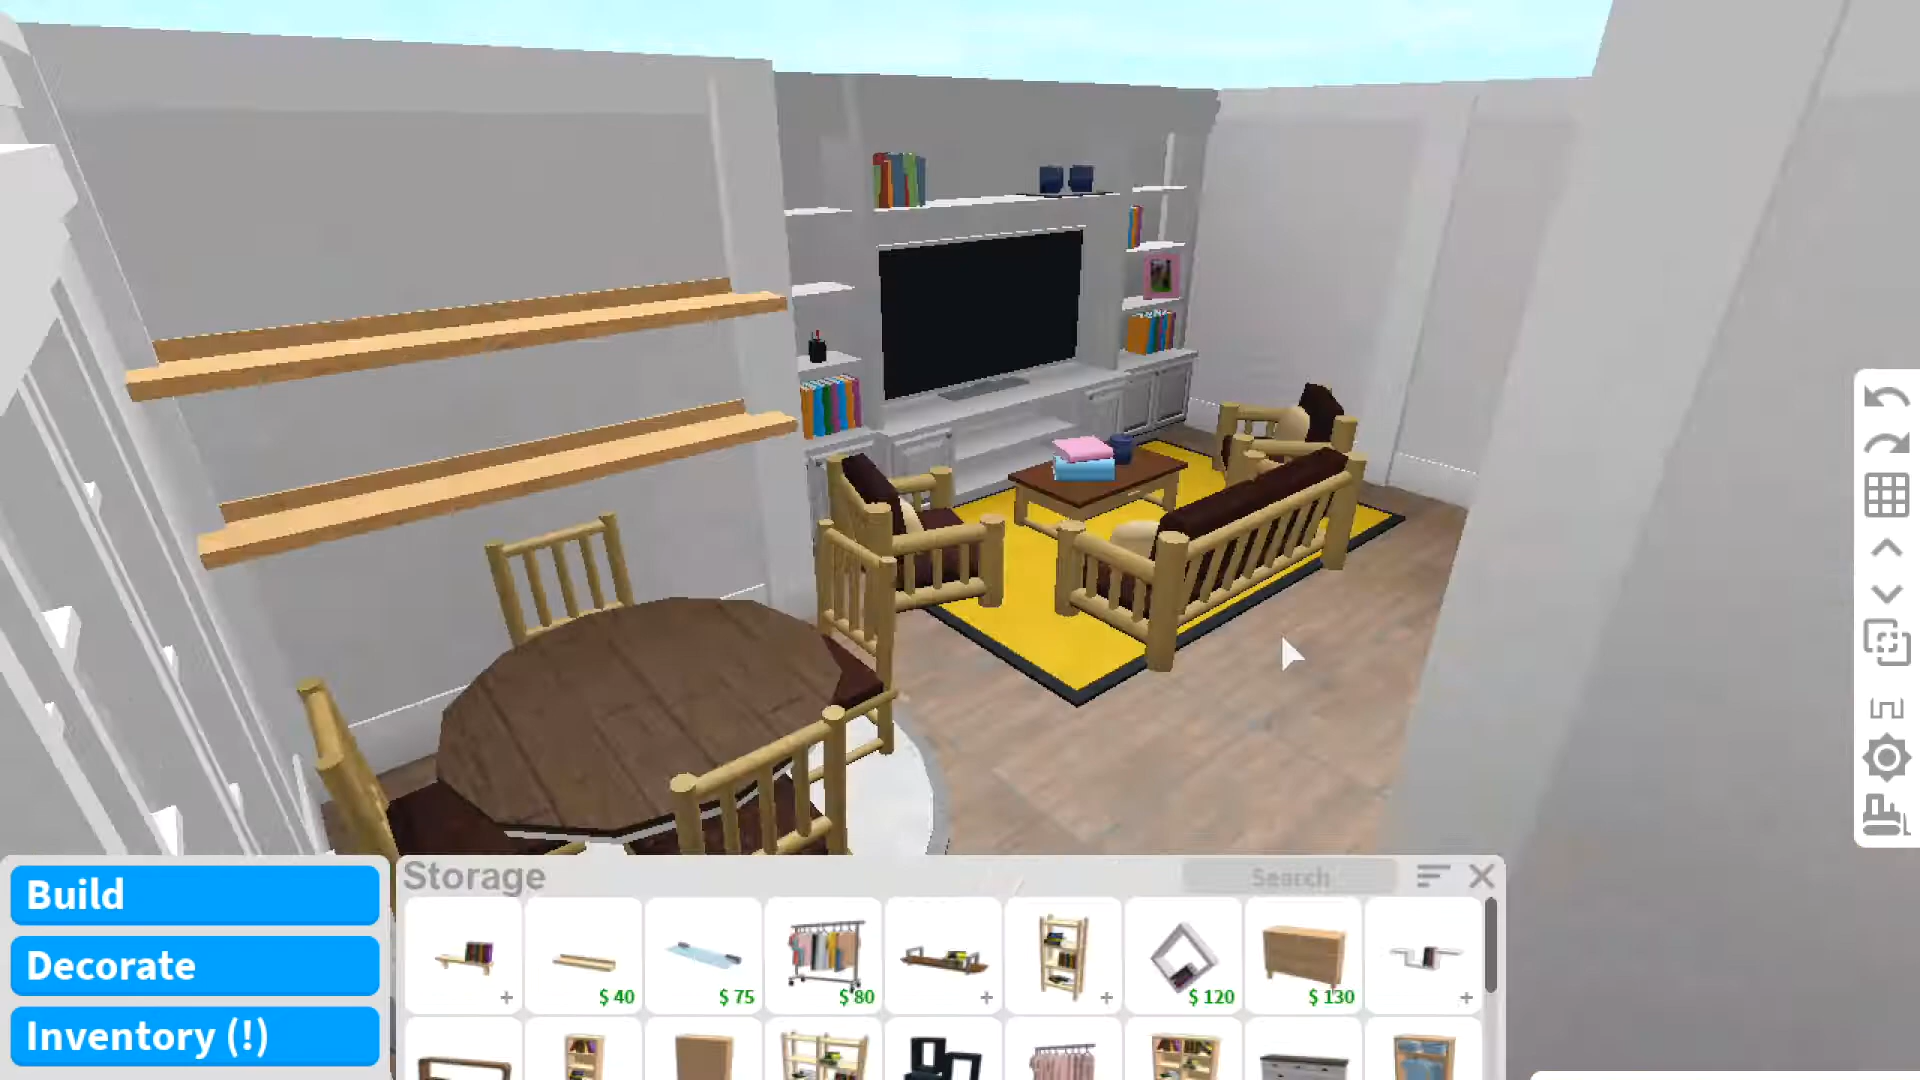 Build
Decorate
Inventory (!)
Storage
Search
$ 40
$ 75
$ 80
$ 120
$ 130